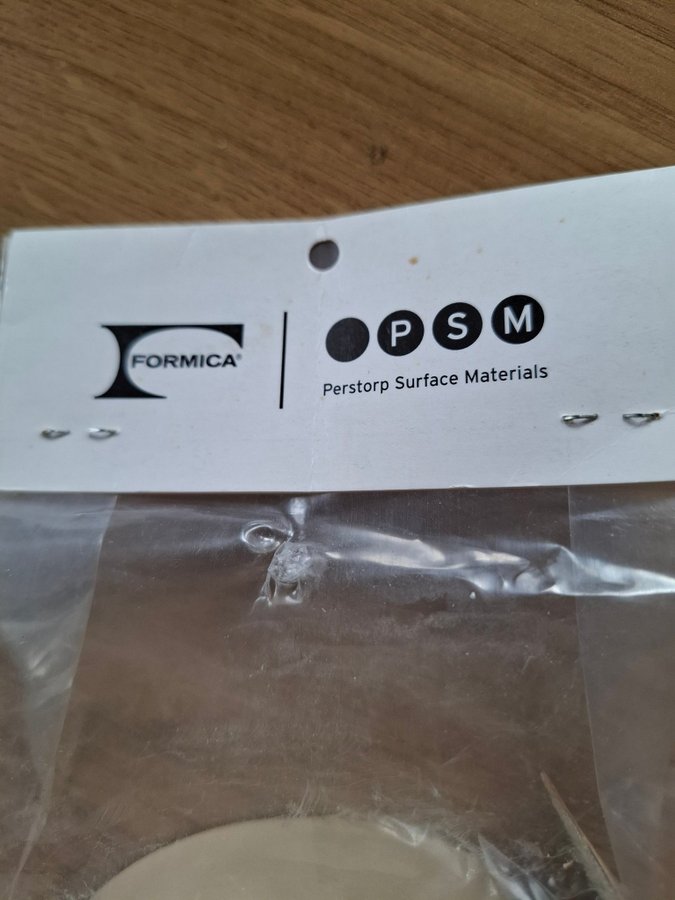 FORMICA®
PSM
Perstorp Surface Materials